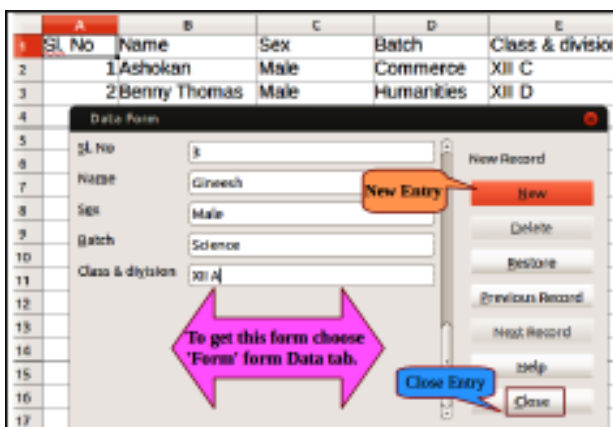 A B C D E
1 Sl. No Name Sex Batch Class & divisio
2 1 Ashokan Male Commerce XII C
3 2 Benny Thomas Male Humanities XII D
4
Data Form
5
Sl. No 3
6
New Record
7
Name Gineesh
New Entry
New
8
Sex Male
9
Delete
Batch Science
10
Restore
11
Class & division XII A
Previous Record
12
13
To get this form choose
Next Record
14
'Form' form Data tab.
15
Help
Close Entry
16
Close
17